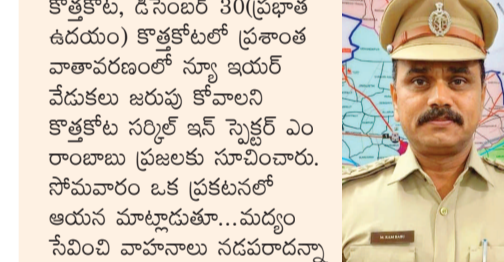 కొత్తకోట, డిసెంబర్ 30(ప్రభాత
ఉదయం) కొత్తకోటలో ప్రశాంత
వాతావరణంలో న్యూ ఇయర్
వేడుకలు జరుపు కోవాలని
కొత్తకోట సర్కిల్ ఇన్ స్పెక్టర్ ఎం
రాంబాబు ప్రజలకు సూచించారు.
సోమవారం ఒక ప్రకటనలో
ఆయన మాట్లాడుతూ...మద్యం
సేవించి వాహనాలు నడపరాదన్నా